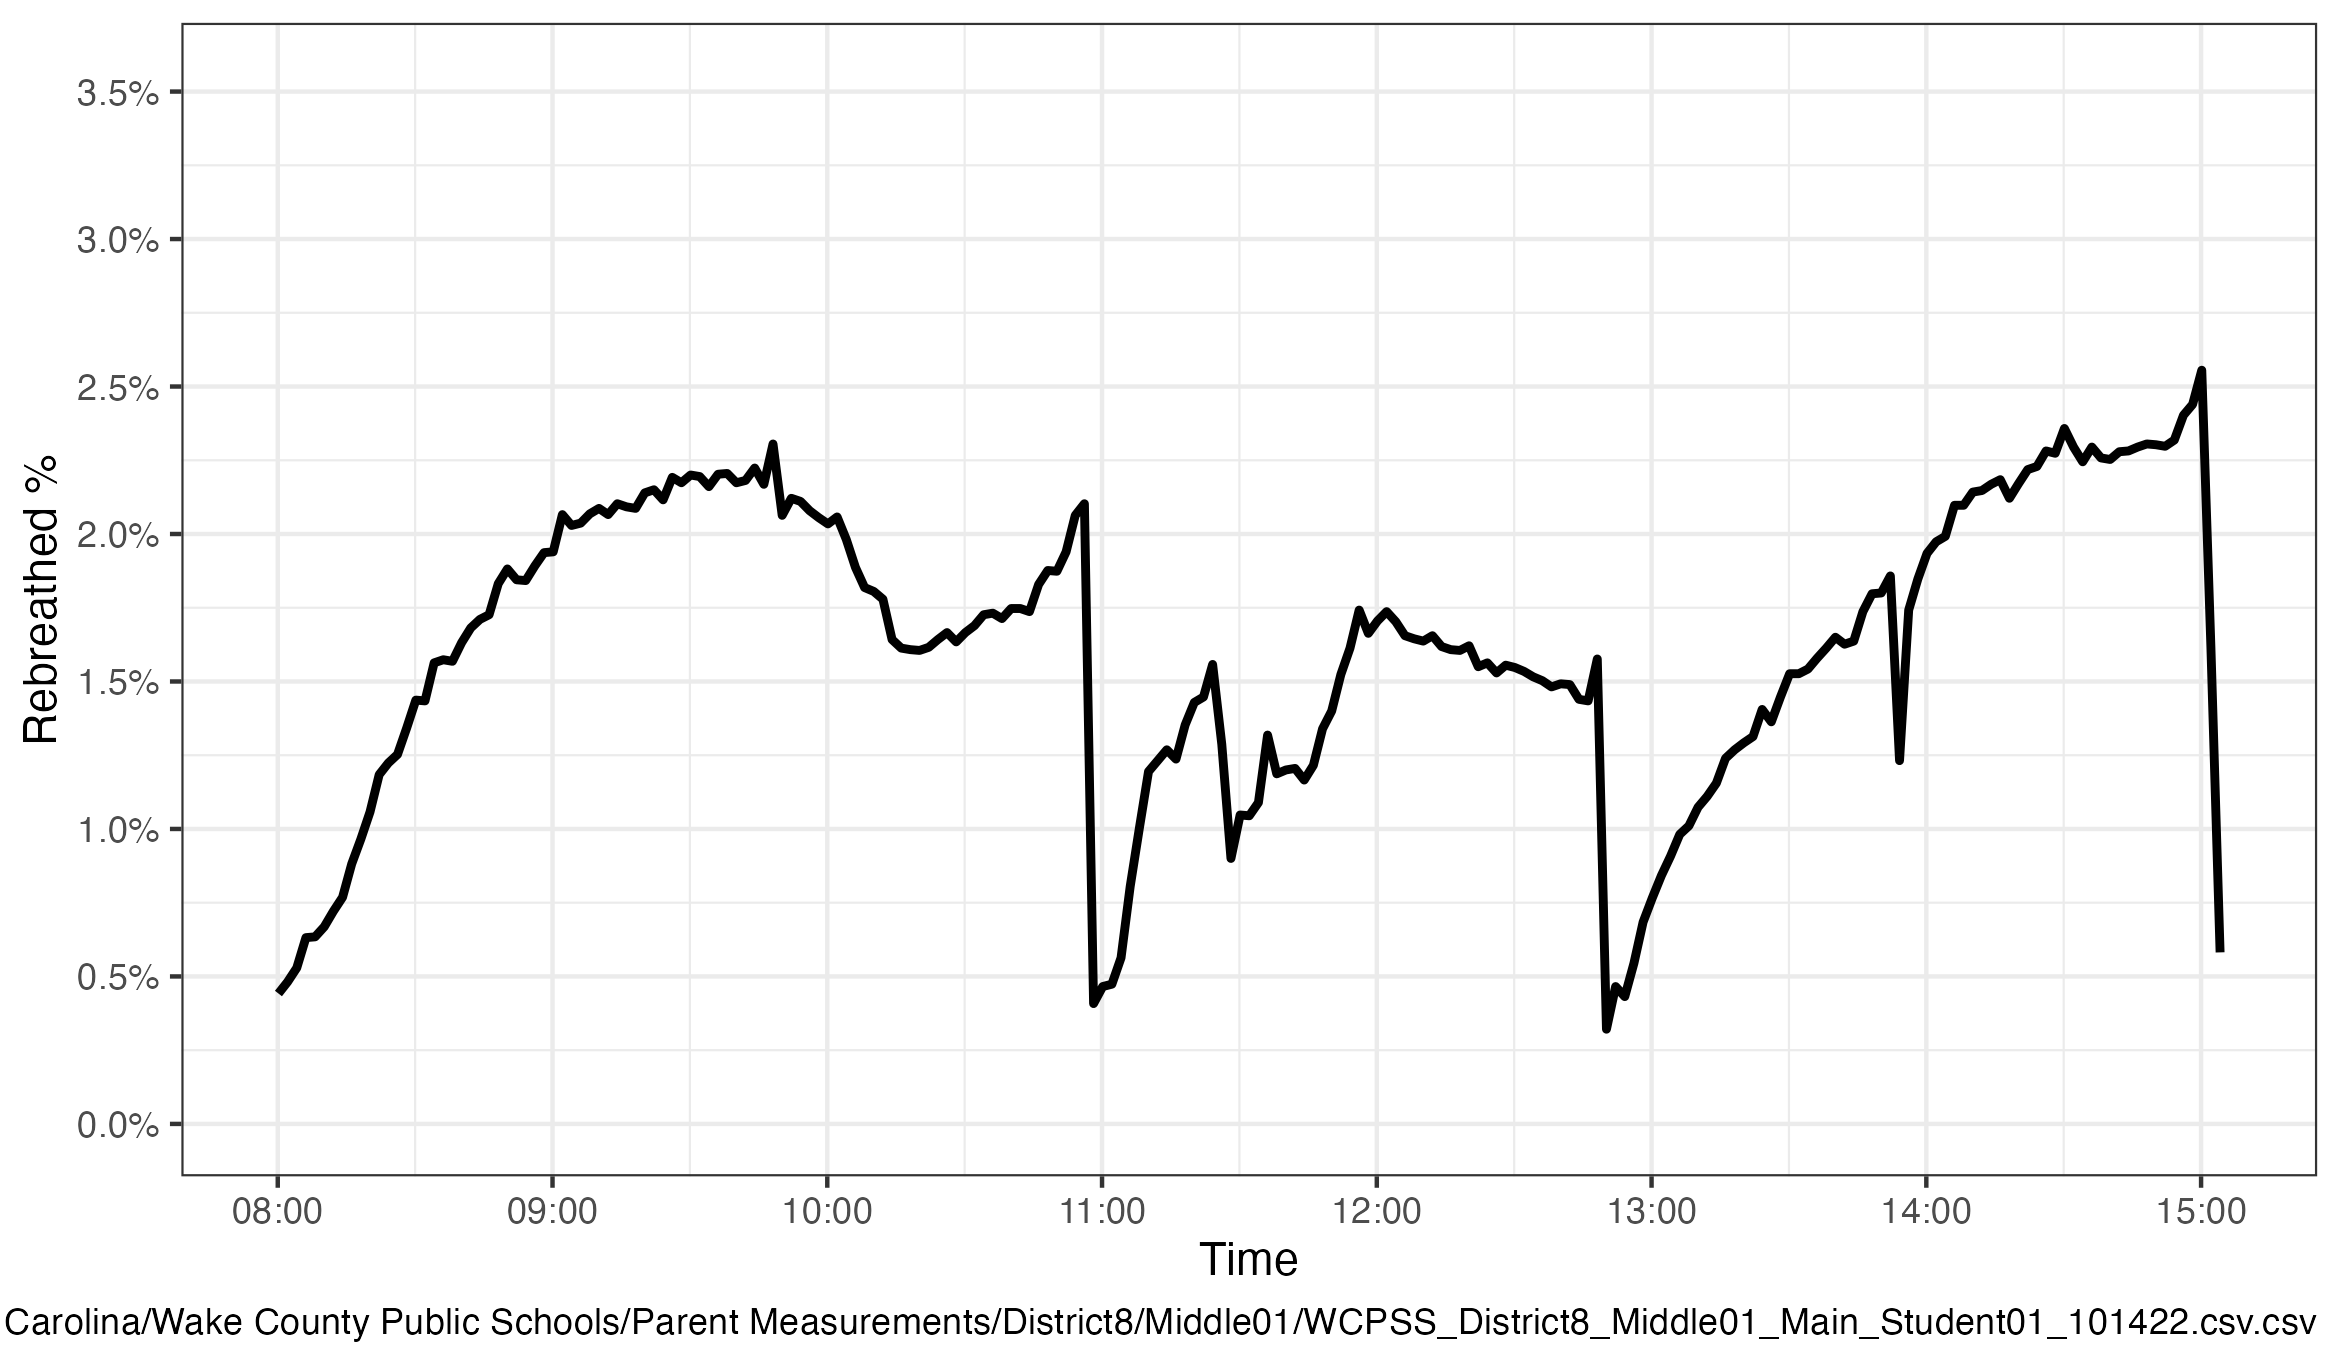 Rebreathed %
3.5%
3.0%
2.5%
2.0%
1.5%
1.0%
0.5%
0.0%
08:00 09:00 10:00 11:00 12:00 13:00 14:00 15:00
Time
Carolina/Wake County Public Schools/Parent Measurements/District8/Middle01/WCPSS_District8_Middle01_Main_Student01_101422.csv.csv